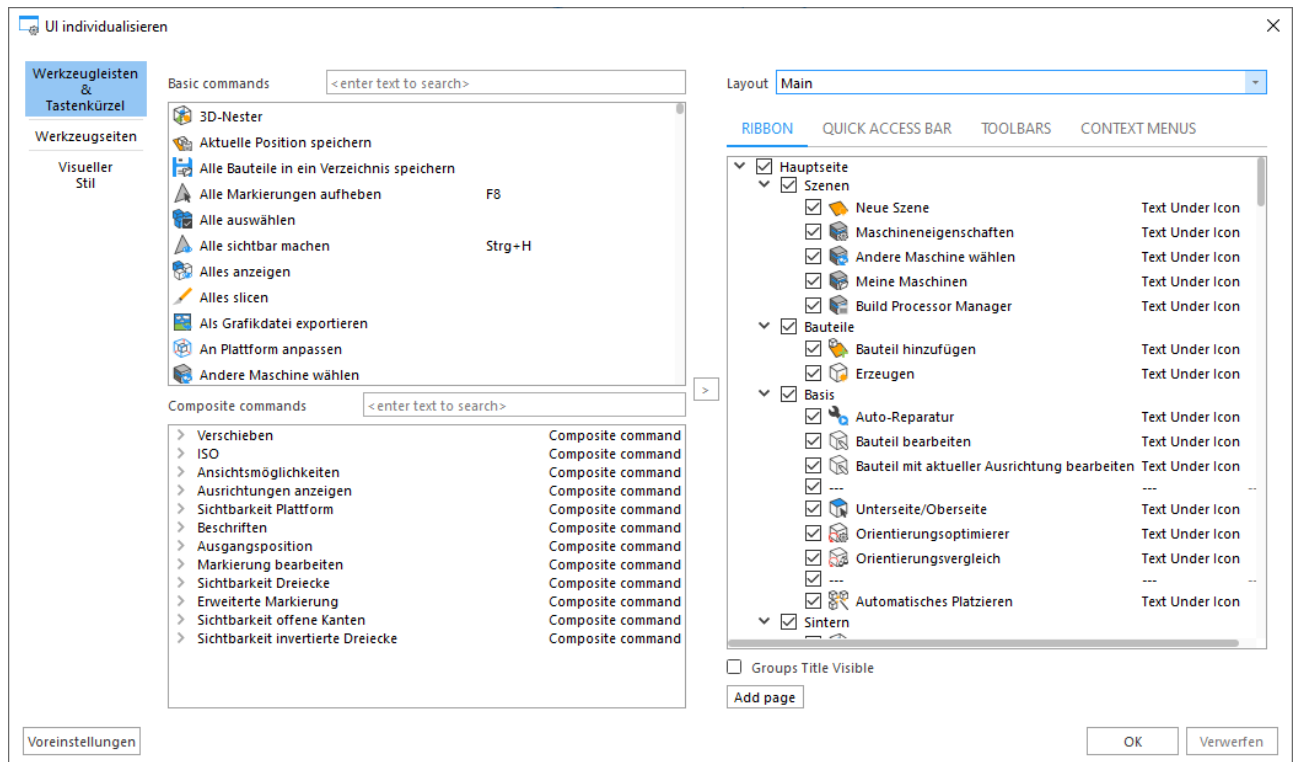 UI individualisieren
Werkzeugleisten
&
Tastenkürzel
Werkzeugseiten
Visueller
Stil
Basic commands <enter text to search>
3D-Nester
Aktuelle Position speichern
Alle Bauteile in ein Verzeichnis speichern
Alle Markierungen aufheben F8
Alle auswählen
Alle sichtbar machen Strg+H
Alles anzeigen
Alles slicen
Als Grafikdatei exportieren
An Plattform anpassen
Andere Maschine wählen
Composite commands <enter text to search>
> Verschieben Composite command
> ISO Composite command
> Ansichtsmöglichkeiten Composite command
> Ausrichtungen anzeigen Composite command
> Sichtbarkeit Plattform Composite command
> Beschriften Composite command
> Ausgangsposition Composite command
> Markierung bearbeiten Composite command
> Sichtbarkeit Dreiecke Composite command
> Erweiterte Markierung Composite command
> Sichtbarkeit offene Kanten Composite command
> Sichtbarkeit invertierte Dreiecke Composite command
>
Layout Main
RIBBON QUICK ACCESS BAR TOOLBARS CONTEXT MENUS
Hauptseite
Szenen
Neue Szene Text Under Icon
Maschineneigenschaften Text Under Icon
Andere Maschine wählen Text Under Icon
Meine Maschinen Text Under Icon
Build Processor Manager Text Under Icon
Bauteile
Bauteil hinzufügen Text Under Icon
Erzeugen Text Under Icon
Basis
Auto-Reparatur Text Under Icon
Bauteil bearbeiten Text Under Icon
Bauteil mit aktueller Ausrichtung bearbeiten Text Under Icon
--- --- --
Unterseite/Oberseite Text Under Icon
Orientierungsoptimierer Text Under Icon
Orientierungsvergleich Text Under Icon
--- --- --
Automatisches Platzieren Text Under Icon
Sintern
Groups Title Visible
Add page
Voreinstellungen OK Verwerfen